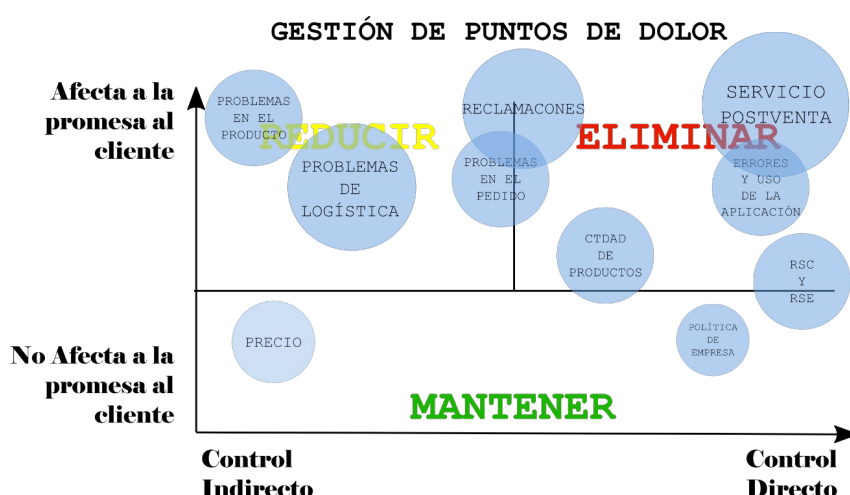 GESTIÓN DE PUNTOS DE DOLOR
Afecta a la
promesa al
cliente
PROBLEMAS
EN EL
PRODUCTO
REDUCIR
PROBLEMAS
DE
LOGÍSTICA
RECLAMACONES
PROBLEMAS
EN EL
PEDIDO
ELIMINAR
SERVICIO
POSTVENTA
ERRORES
Y USO
DE LA
APLICACIÓN
CTDAD
DE
PRODUCTOS
RSC
Y
RSE
No Afecta a la
promesa al
cliente
PRECIO
POLÍTICA
DE
EMPRESA
MANTENER
Control
Indirecto
Control
Directo